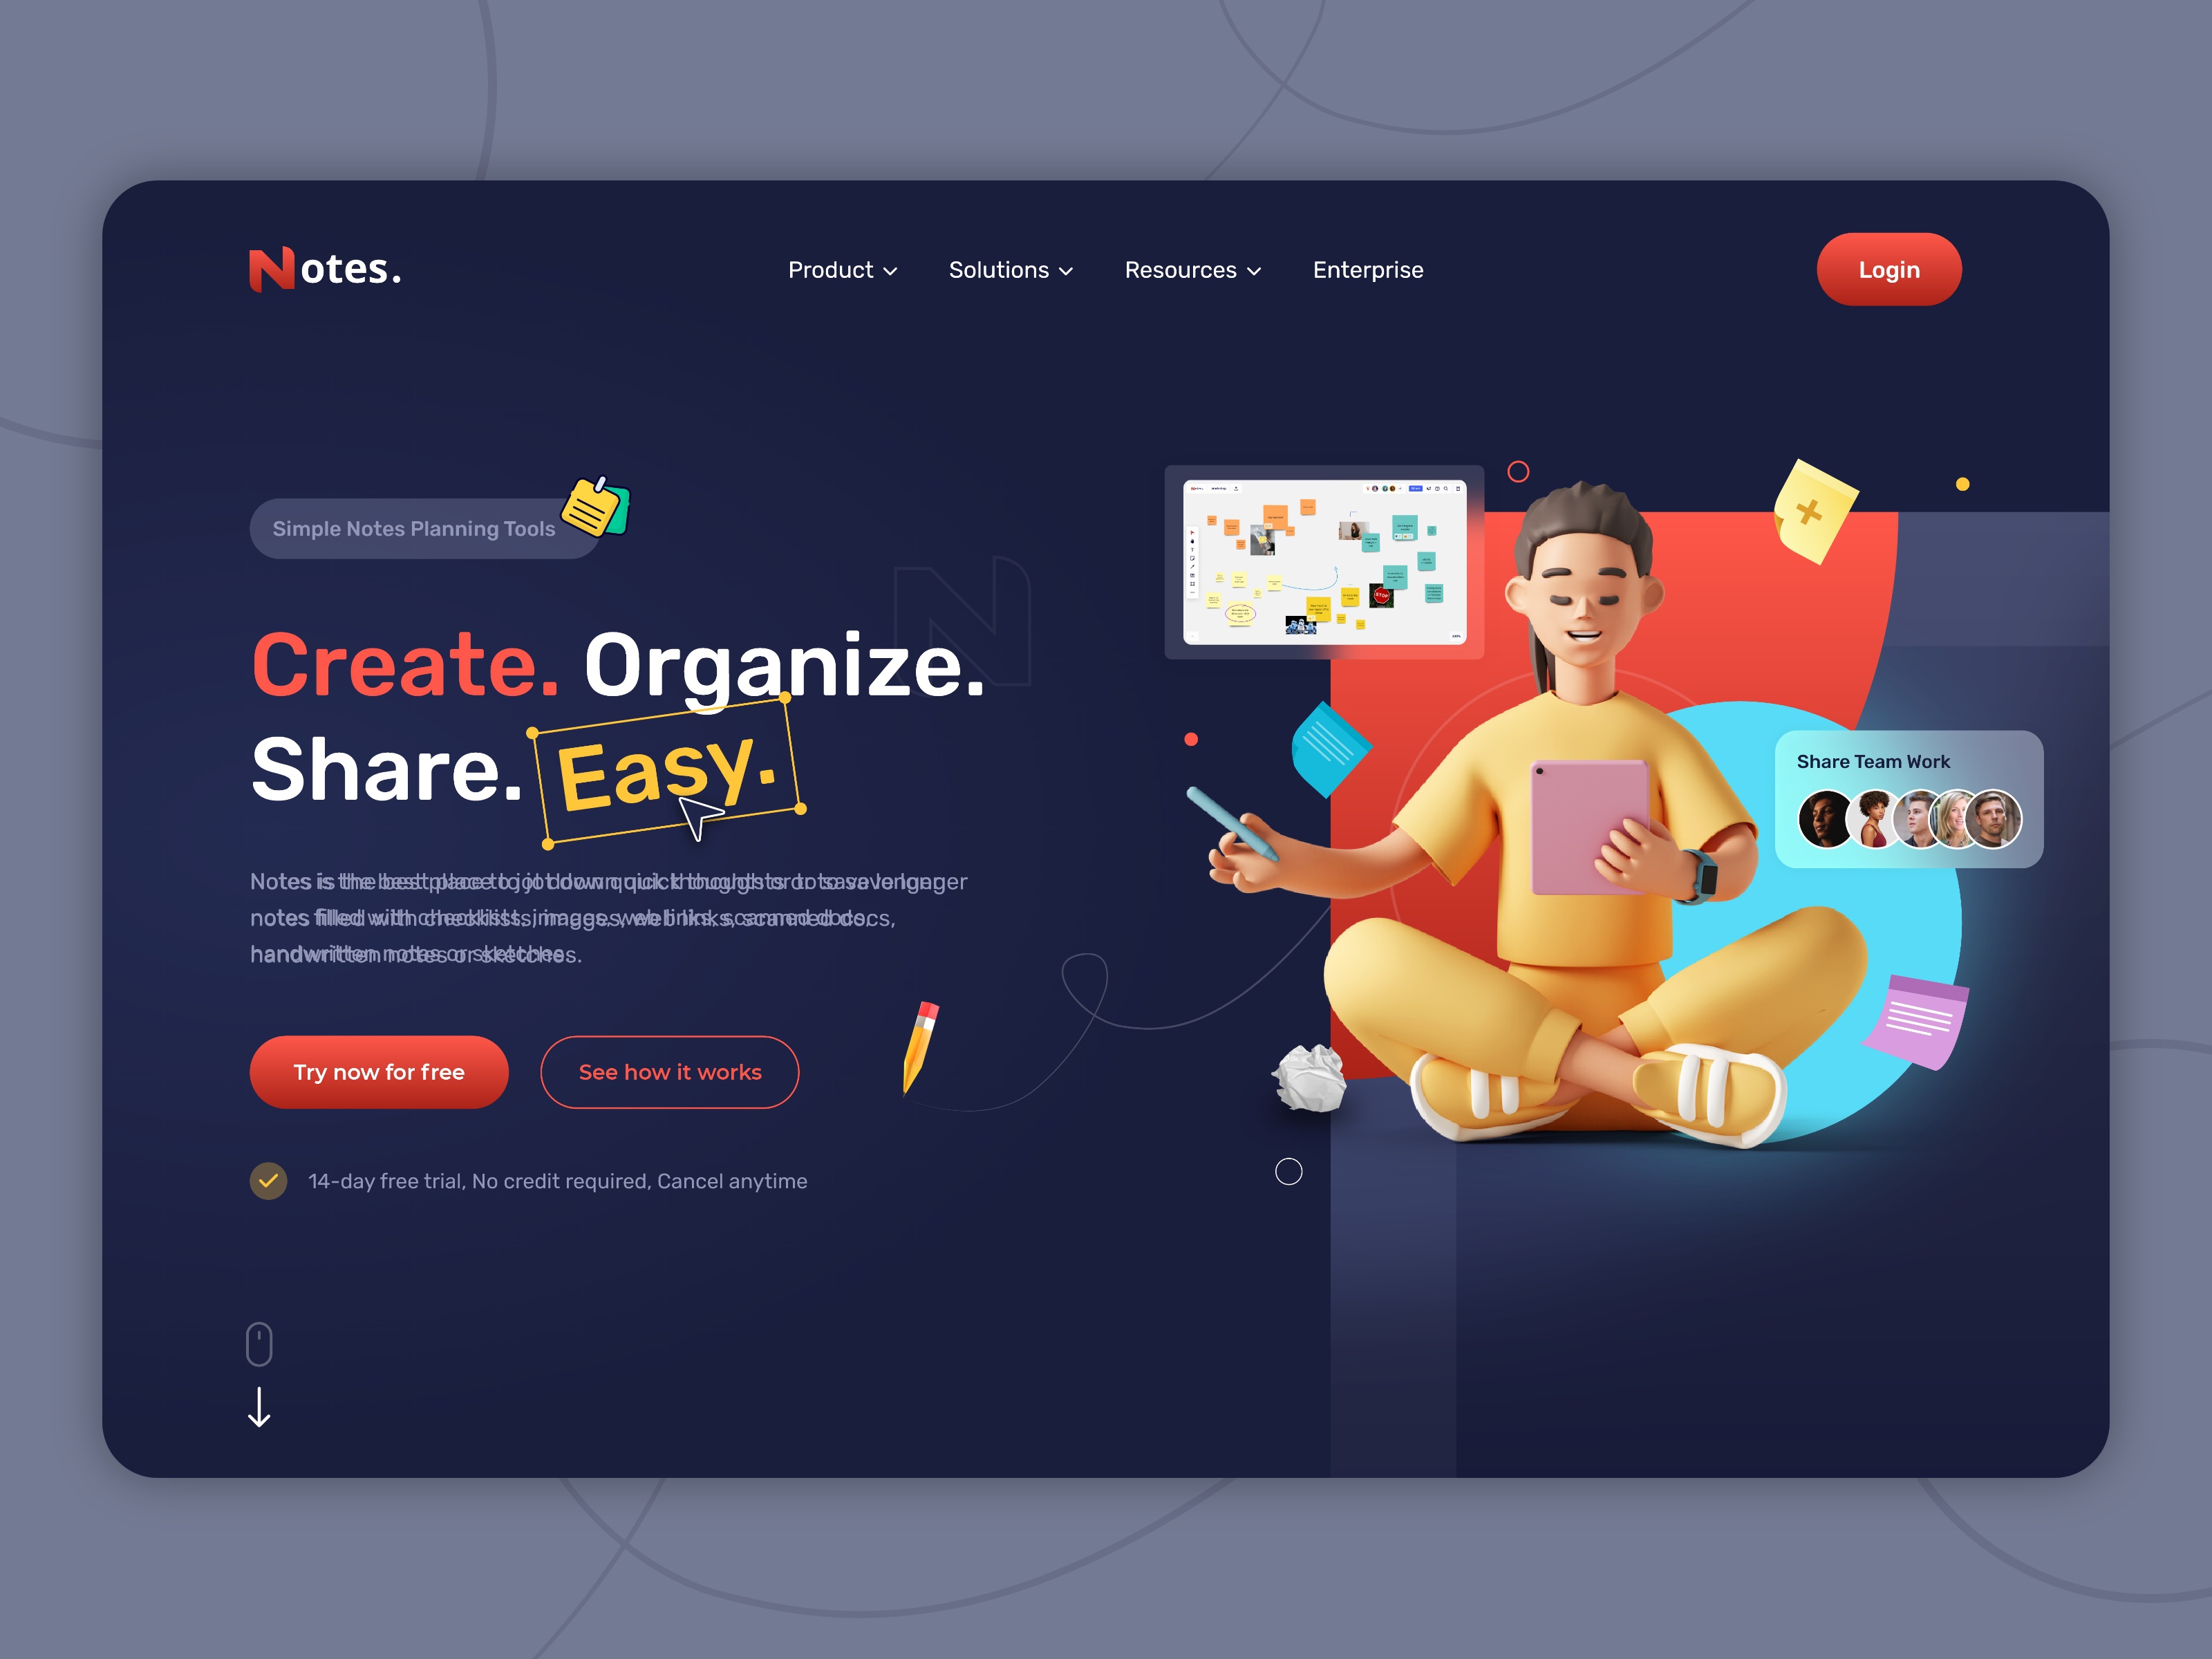 Notes.
Product
Solutions
Resources
Enterprise
Login
Simple Notes Planning Tools
Create. Organize.
Share. Easy.
Notes is the best place to jot down quick thoughts or to save longer
notes filled with checklists, images, web links, scanned docs,
handwritten notes or sketches.
Try now for free
See how it works
14-day free trial, No credit required, Cancel anytime
Share Team Work
STOP